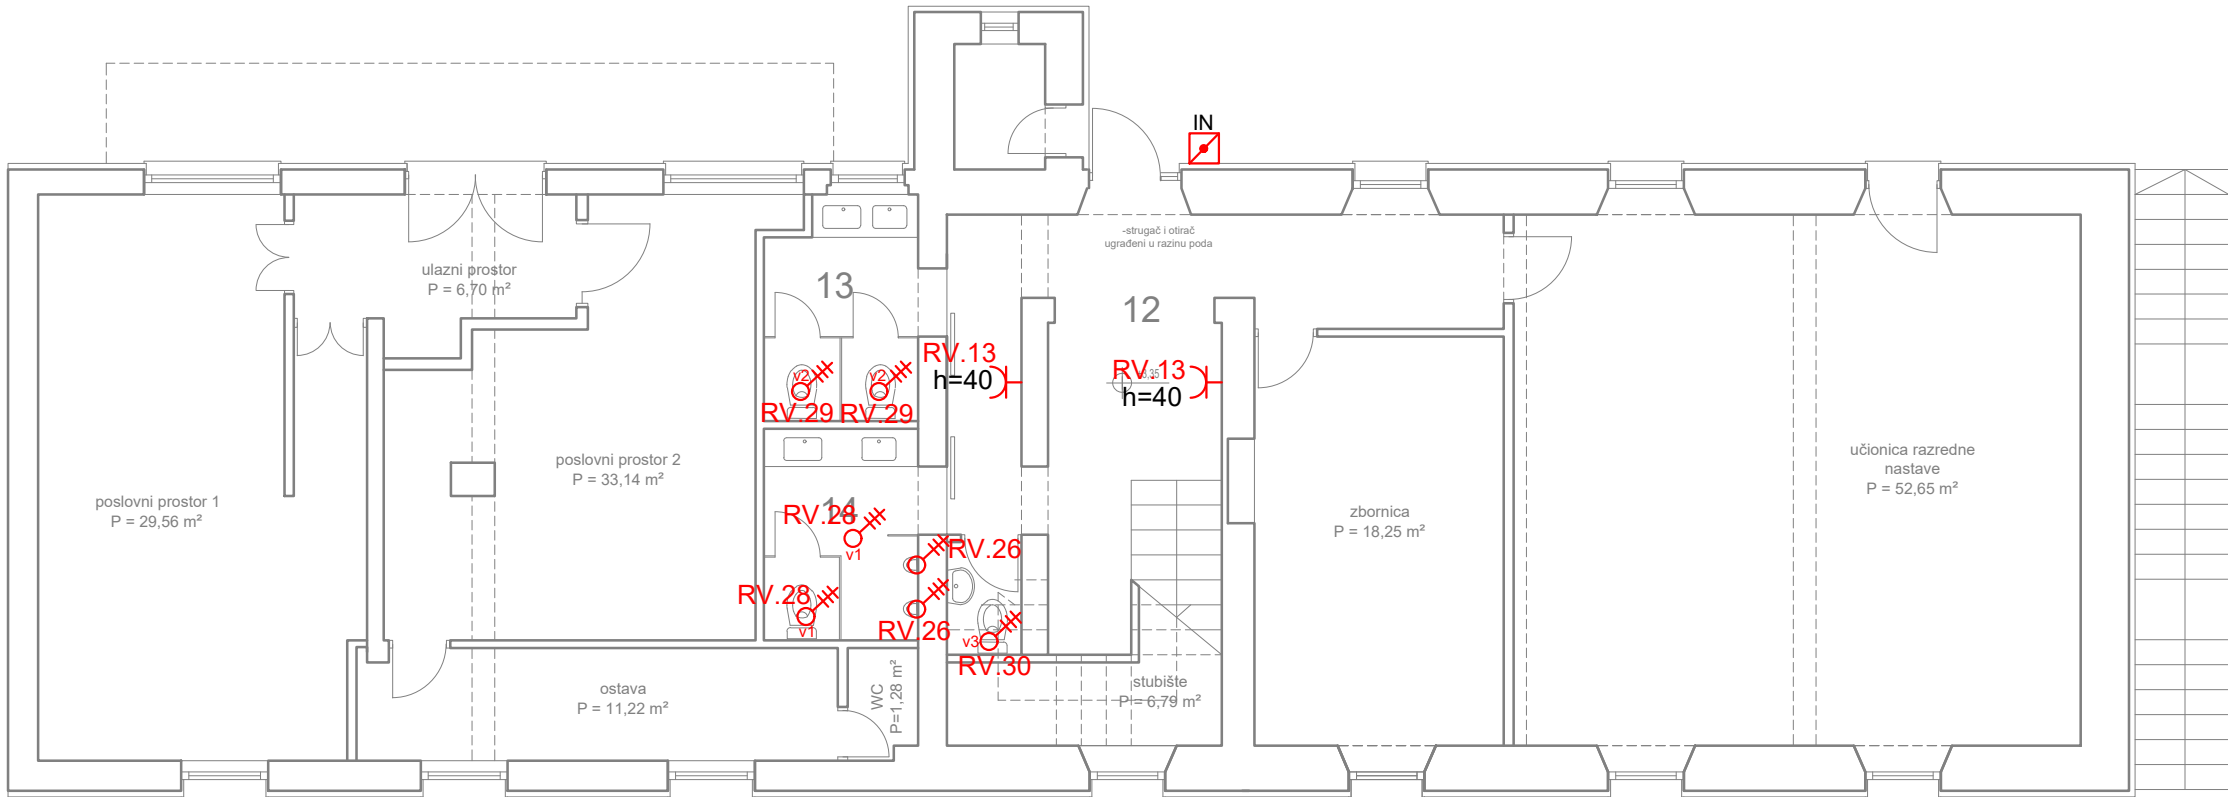 IN
-strugač i otirač
ugrađeni u razinu poda
ulazni prostor
P = 6,70 m²
13
12
RV.13
h=40
RV.13
h=40
v2
v2
RV.29
RV.29
poslovni prostor 1
P = 29,56 m²
poslovni prostor 2
P = 33,14 m²
14
RV.28
v1
RV.28
v1
RV.26
RV.26
v3
RV.30
zbornica
P = 18,25 m²
učionica razredne
nastave
P = 52,65 m²
ostava
P = 11,22 m²
WC
P=1,28 m²
stubište
P = 6,79 m²